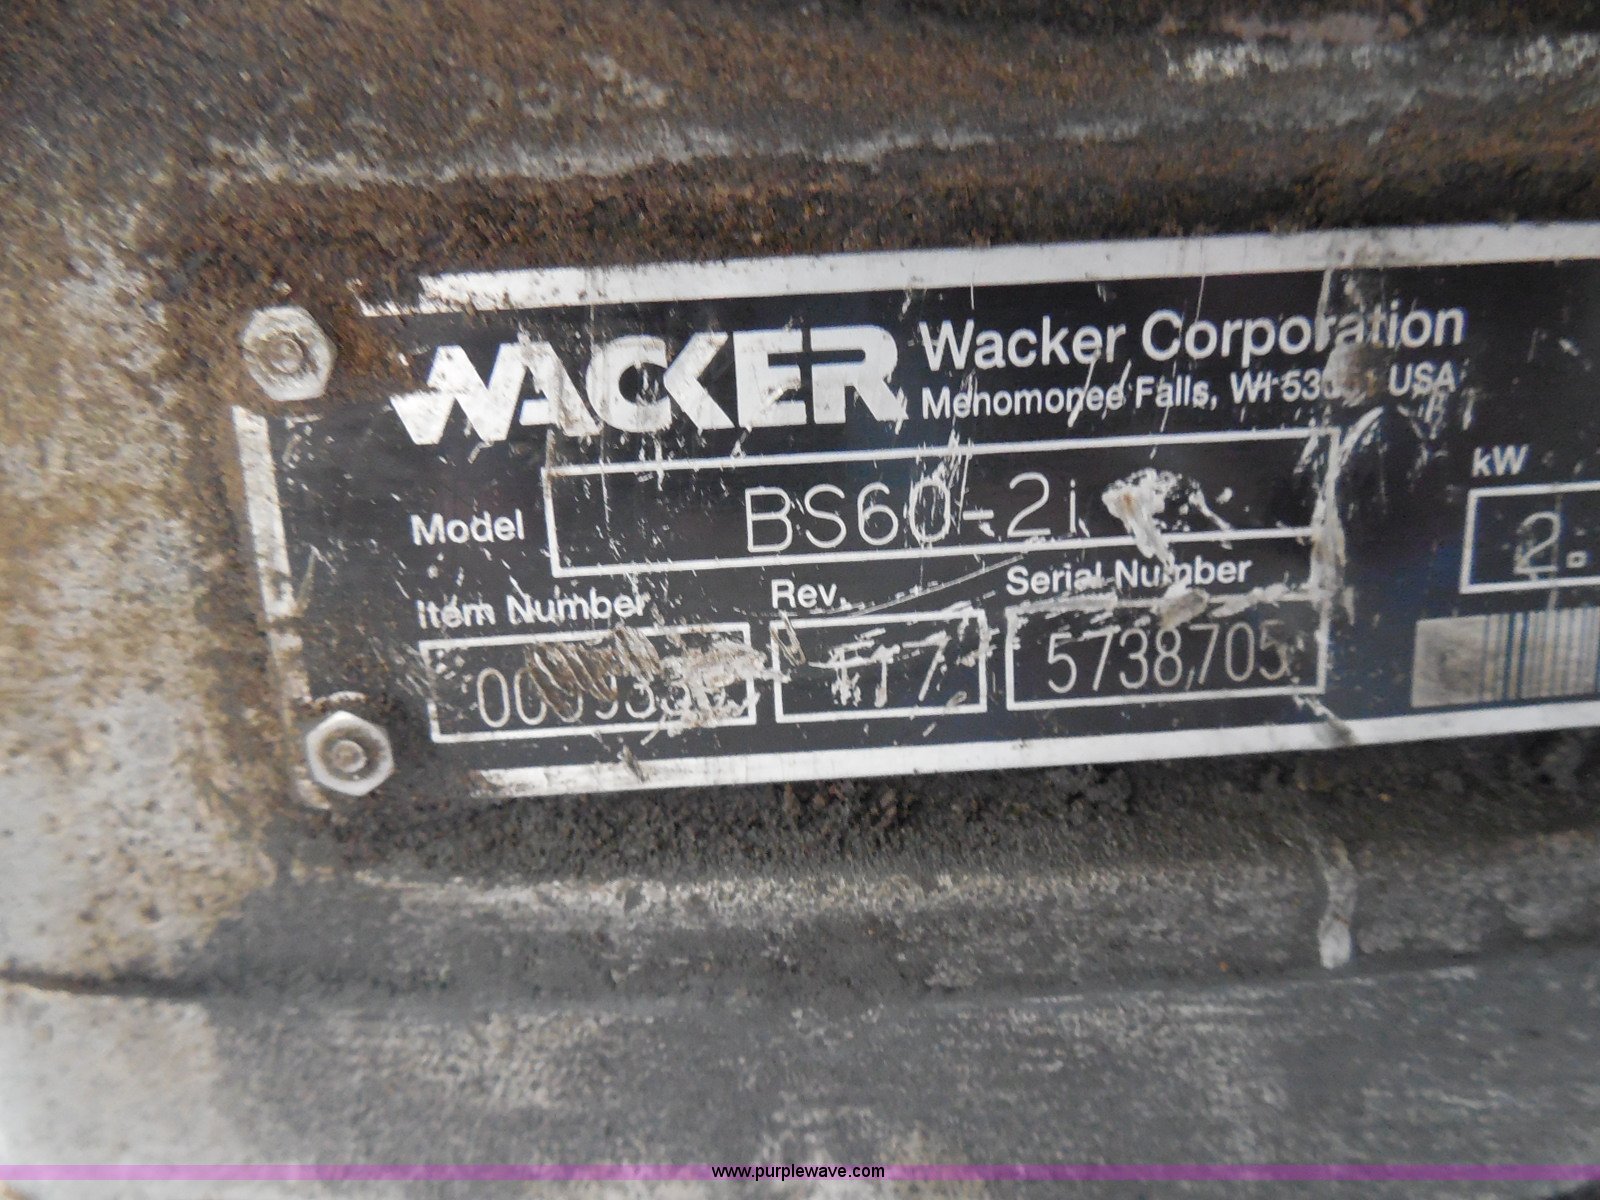 WACKER
Wacker Corporation
Menomonee Falls, WI USA
Model BS60-2i
kW
2.
Item Number Rev. Serial Number
5738705
www.purplewave.com